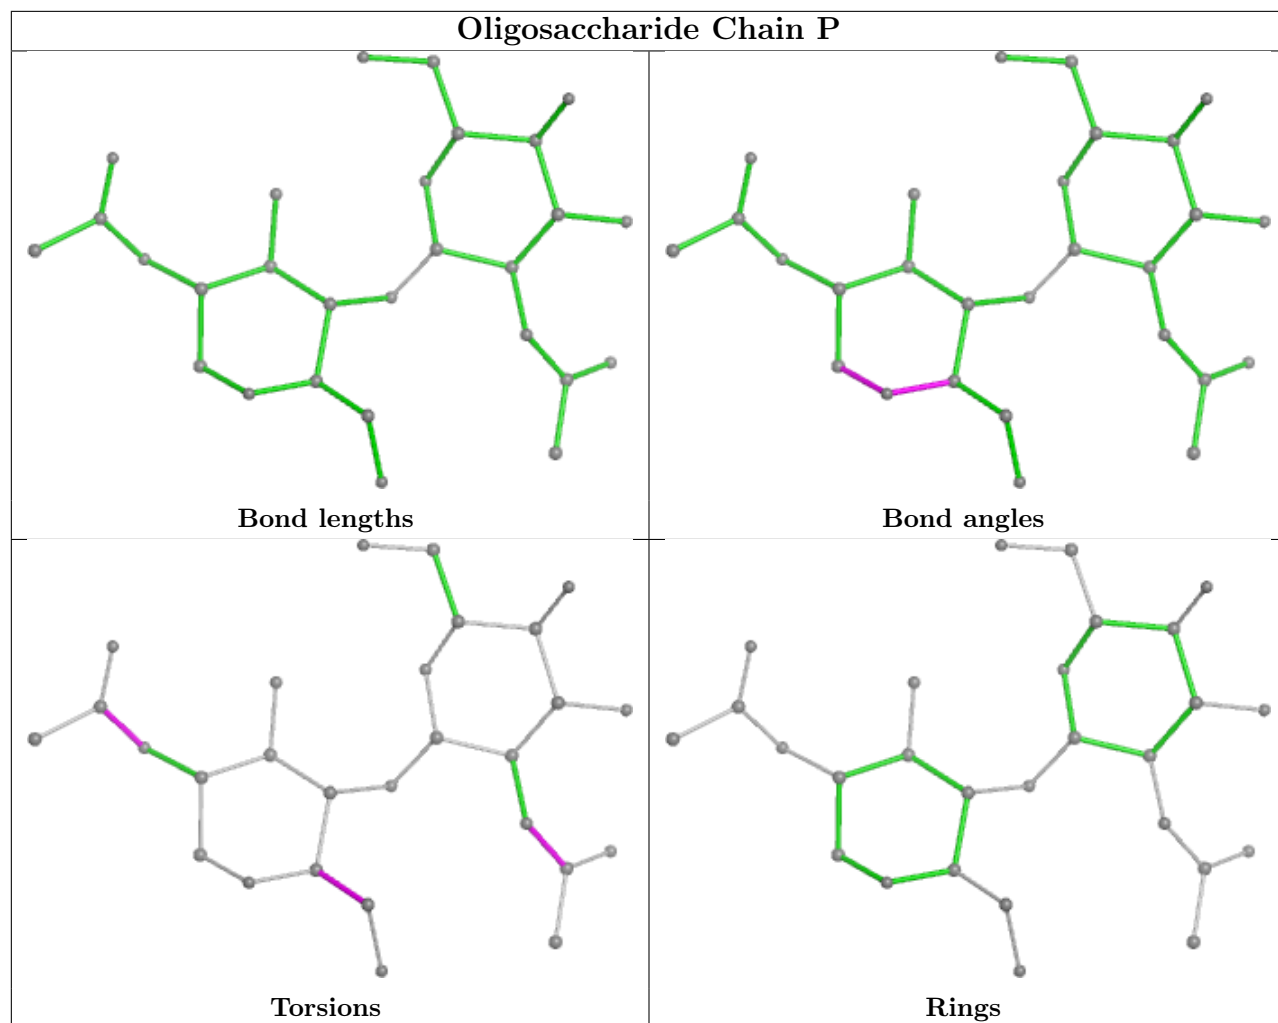 Oligosaccharide Chain P
Bond lengths
Bond angles
Torsions
Rings